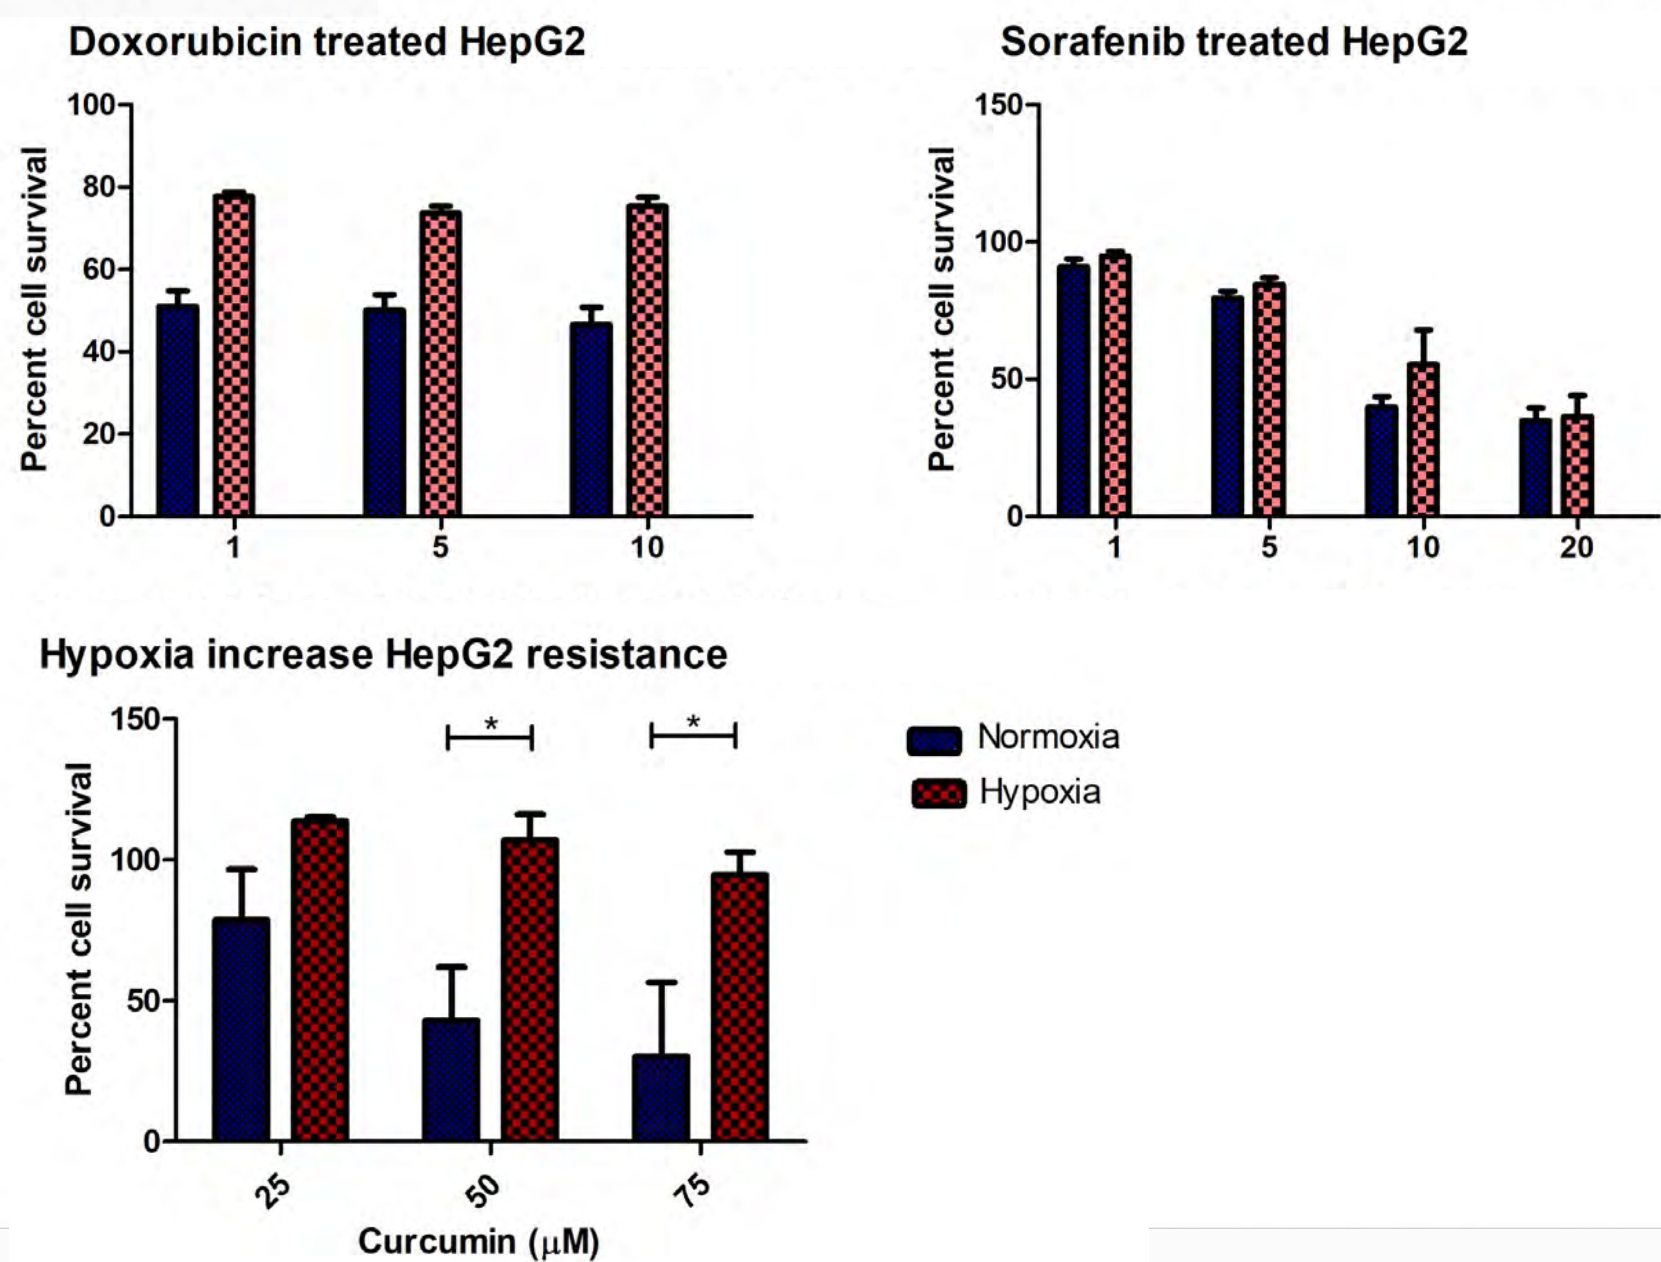 Doxorubicin treated HepG2
Percent cell survival
100
80
60
40
20
0
1 5 10
Sorafenib treated HepG2
Percent cell survival
150
100
50
0
1 5 10 20
Hypoxia increase HepG2 resistance
Percent cell survival
150
100
50
0
* *
25 50 75
Curcumin (μM)
Normoxia
Hypoxia